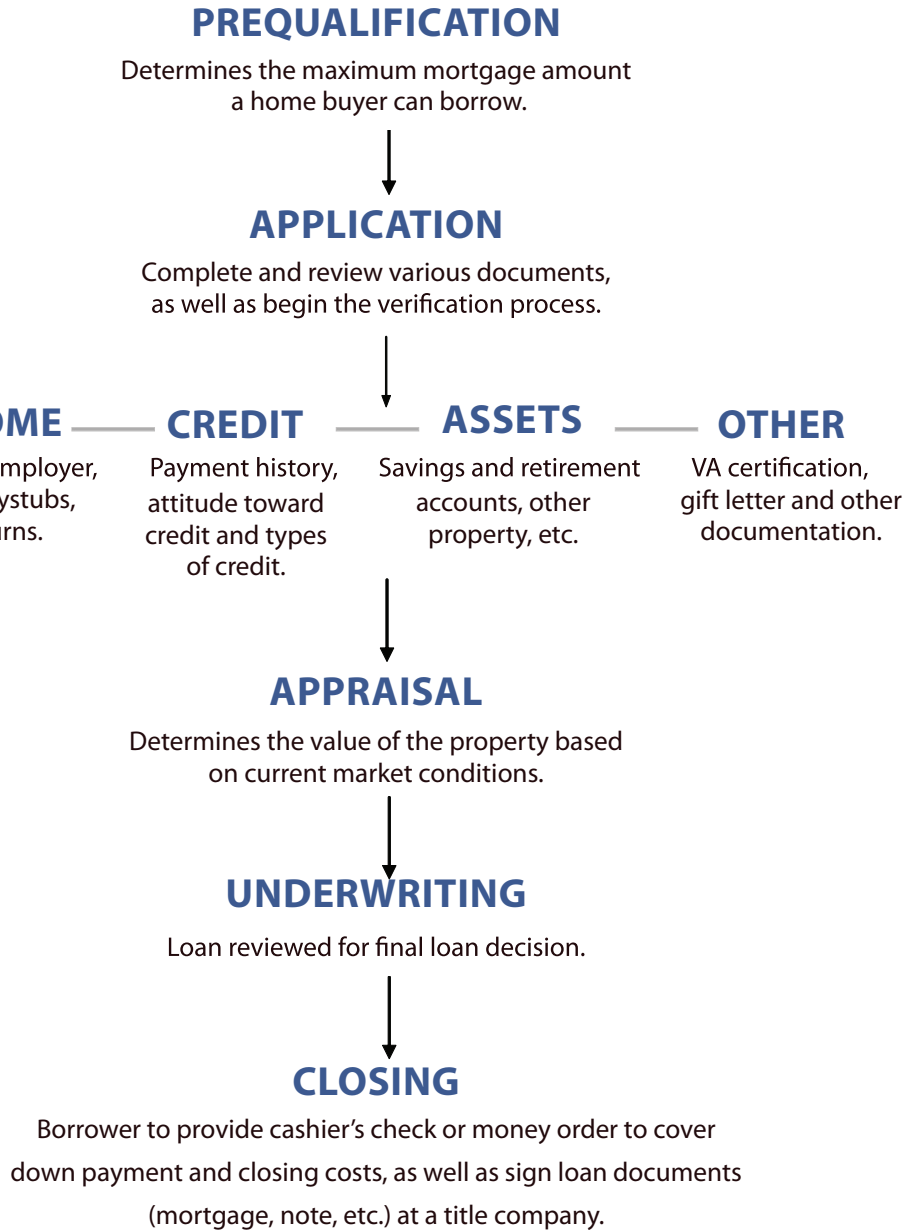 PREQUALIFICATION
Determines the maximum mortgage amount
a home buyer can borrow.
APPLICATION
Complete and review various documents,
as well as begin the verification process.
OME
mployer,
ystubs,
urns.
CREDIT
Payment history,
attitude toward
credit and types
of credit.
ASSETS
Savings and retirement
accounts, other
property, etc.
OTHER
VA certification,
gift letter and other
documentation.
APPRAISAL
Determines the value of the property based
on current market conditions.
UNDERWRITING
Loan reviewed for final loan decision.
CLOSING
Borrower to provide cashier’s check or money order to cover
down payment and closing costs, as well as sign loan documents
(mortgage, note, etc.) at a title company.